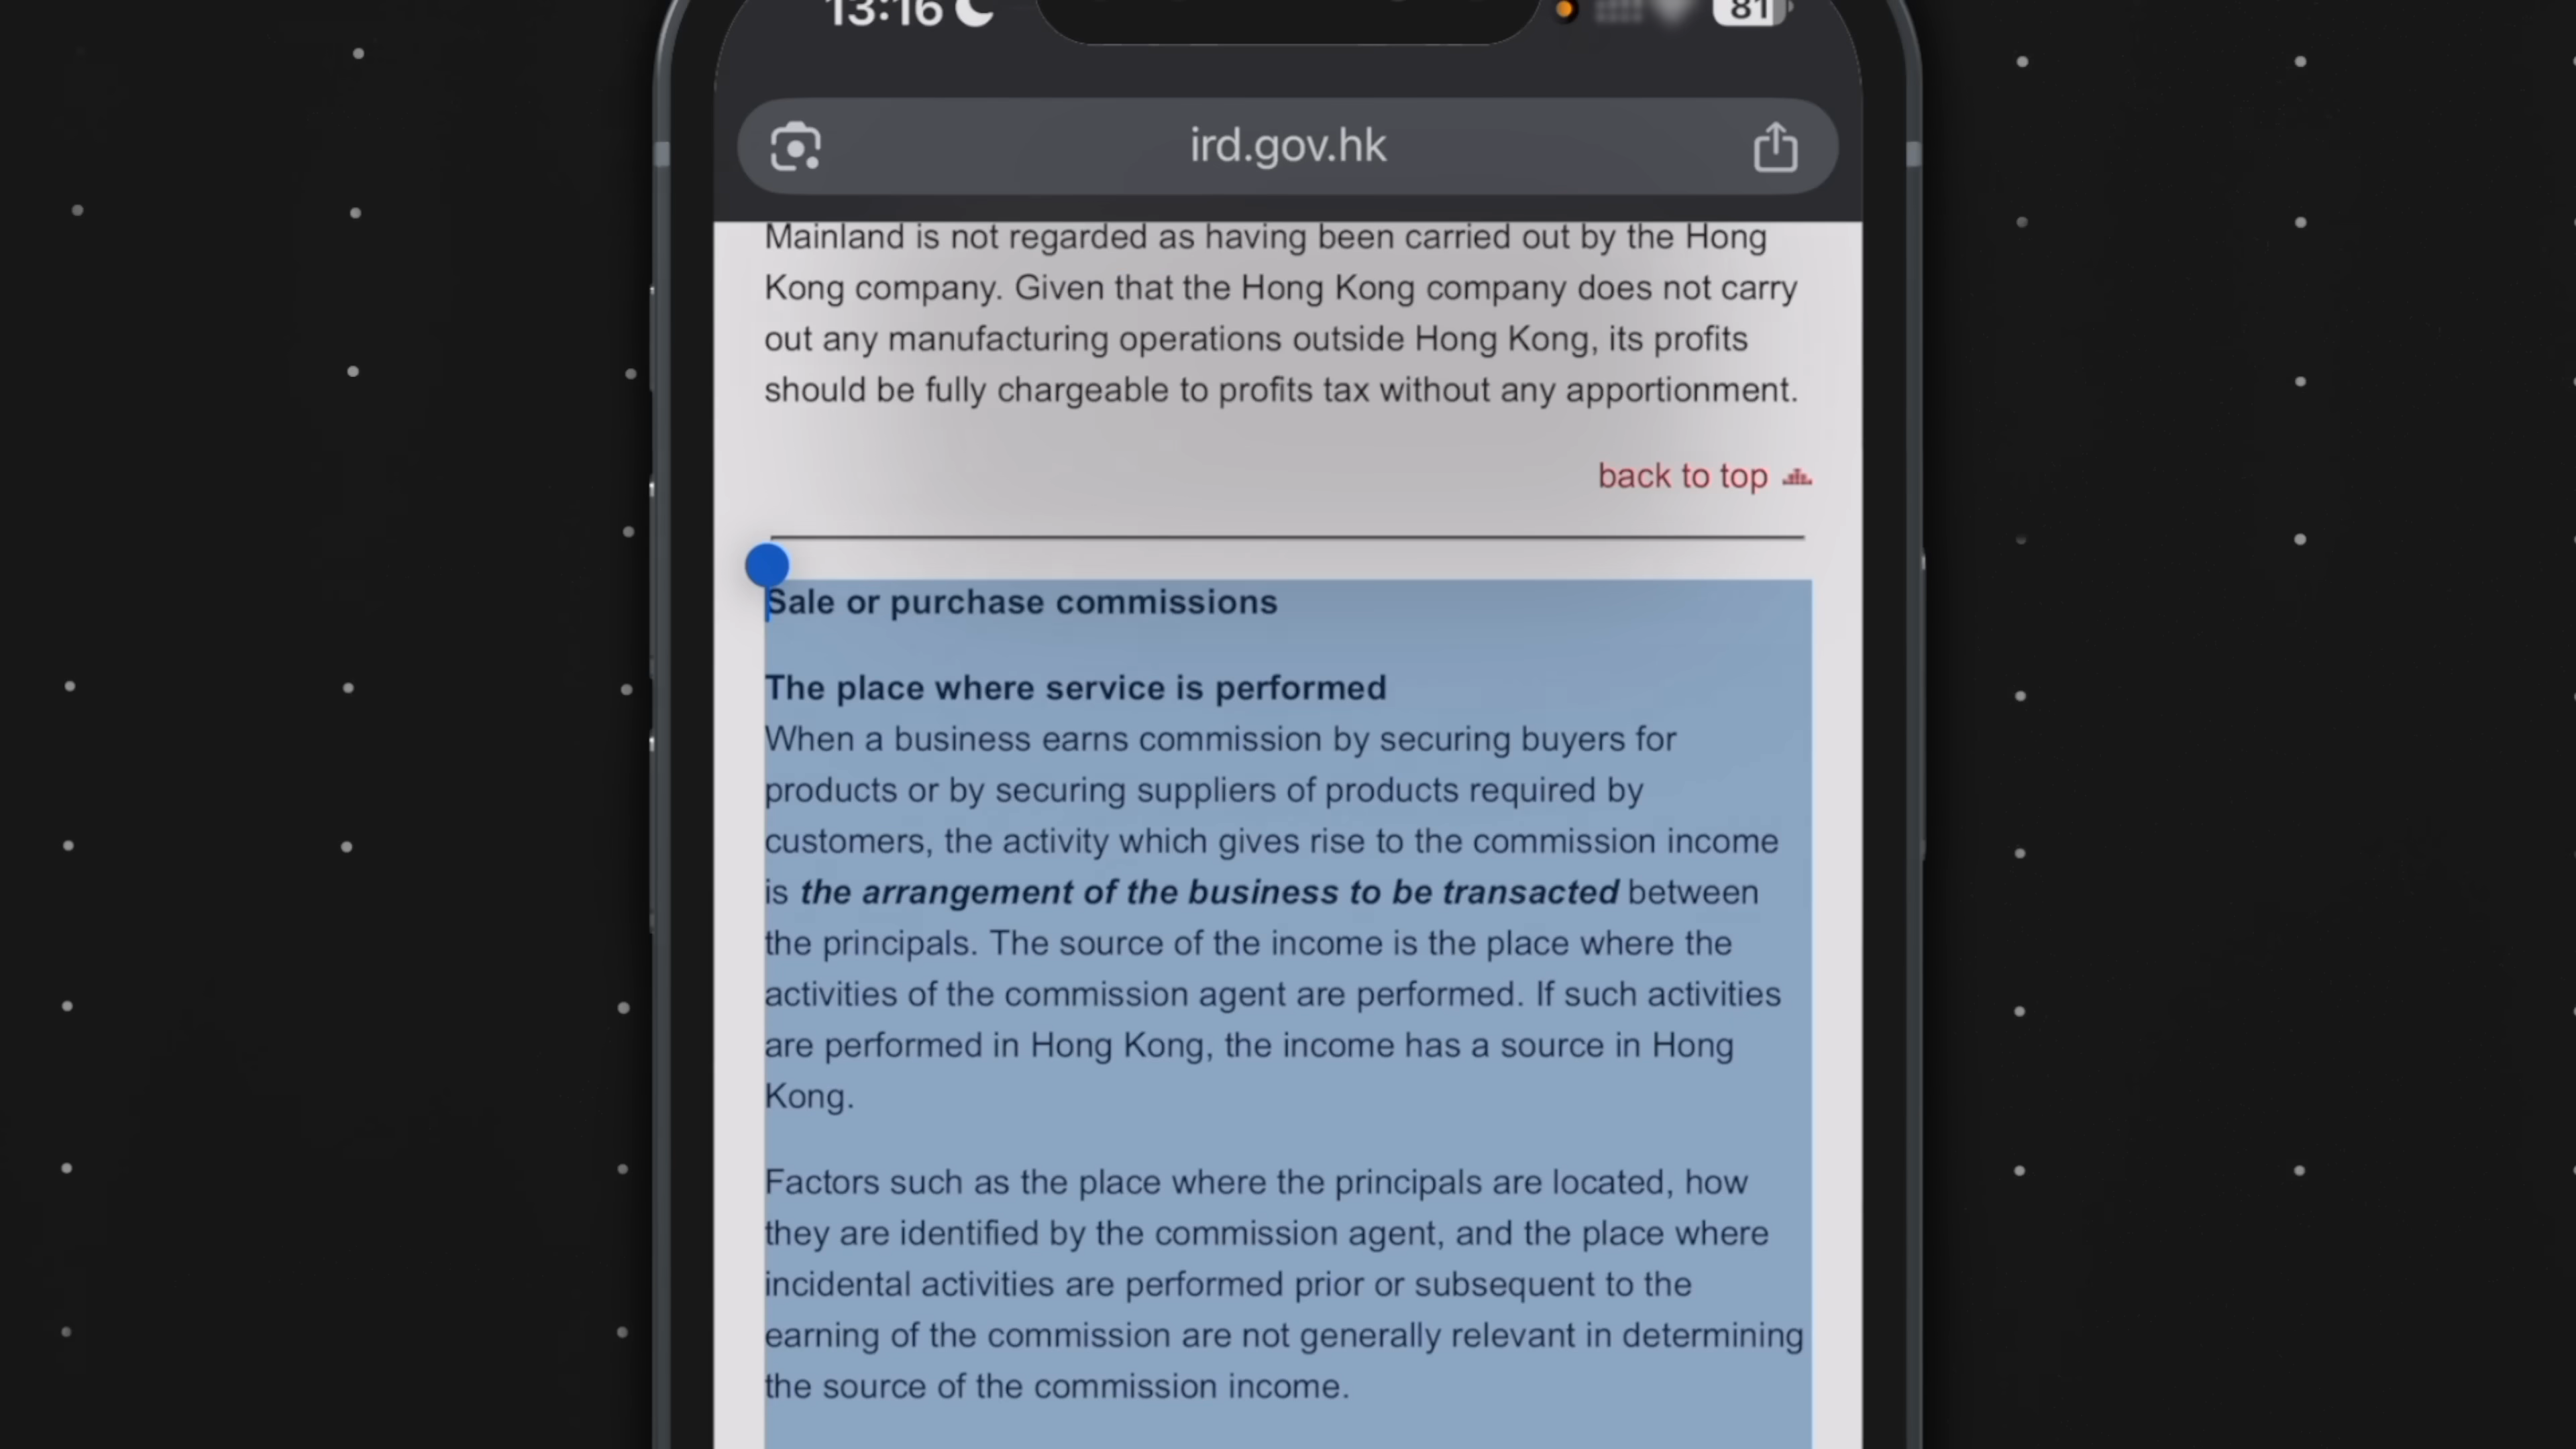 13:16
81
ird.gov.hk
Mainland is not regarded as having been carried out by the Hong
Kong company. Given that the Hong Kong company does not carry
out any manufacturing operations outside Hong Kong, its profits
should be fully chargeable to profits tax without any apportionment.
back to top
Sale or purchase commissions
The place where service is performed
When a business earns commission by securing buyers for
products or by securing suppliers of products required by
customers, the activity which gives rise to the commission income
is the arrangement of the business to be transacted between
the principals. The source of the income is the place where the
activities of the commission agent are performed. If such activities
are performed in Hong Kong, the income has a source in Hong
Kong.
Factors such as the place where the principals are located, how
they are identified by the commission agent, and the place where
incidental activities are performed prior or subsequent to the
earning of the commission are not generally relevant in determining
the source of the commission income.